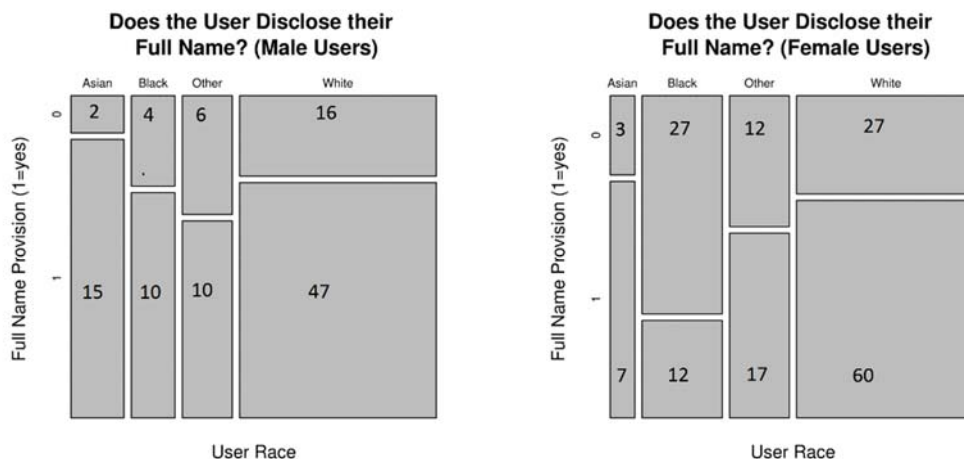 Does the User Disclose their
Full Name? (Male Users)
Asian Black Other White
0
2 4 6 16
Full Name Provision (1=yes)
1
15 10 10 47
User Race
Does the User Disclose their
Full Name? (Female Users)
Asian Black Other White
0
3 27 12 27
Full Name Provision (1=yes)
1
7 12 17 60
User Race